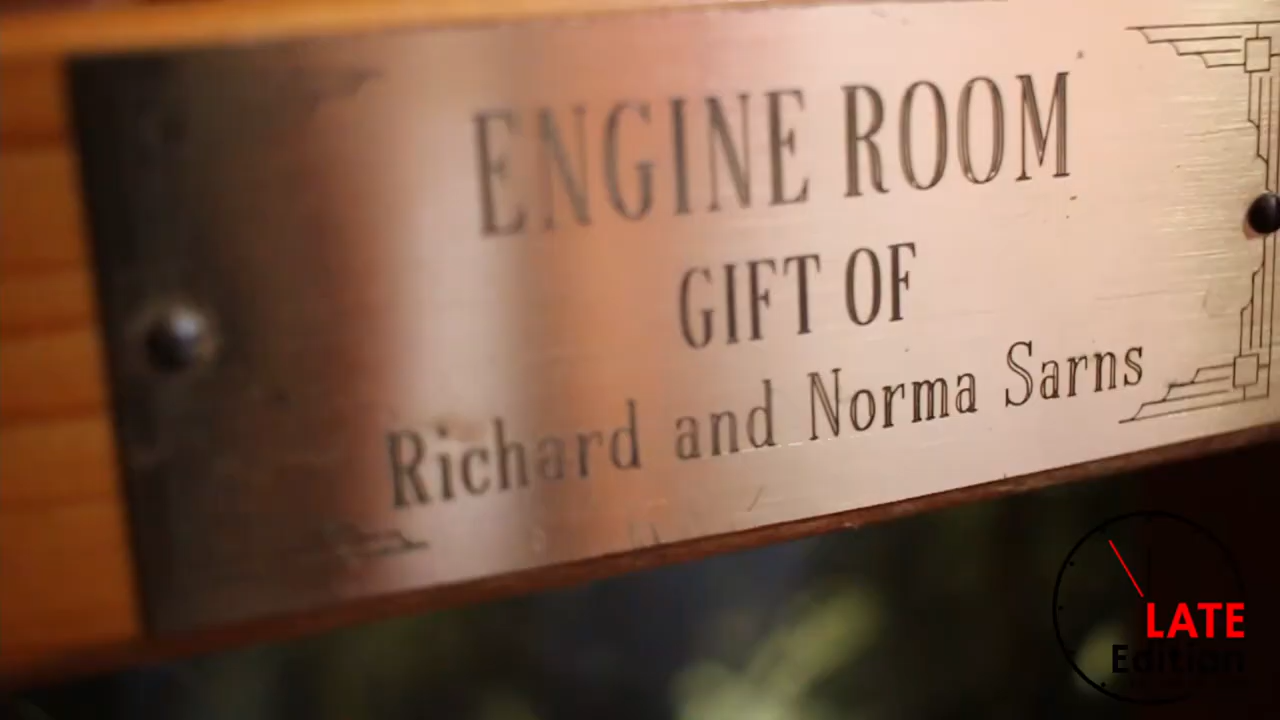 ENGINE ROOM
GIFT OF
Richard and Norma Sarns
LATE
Edition